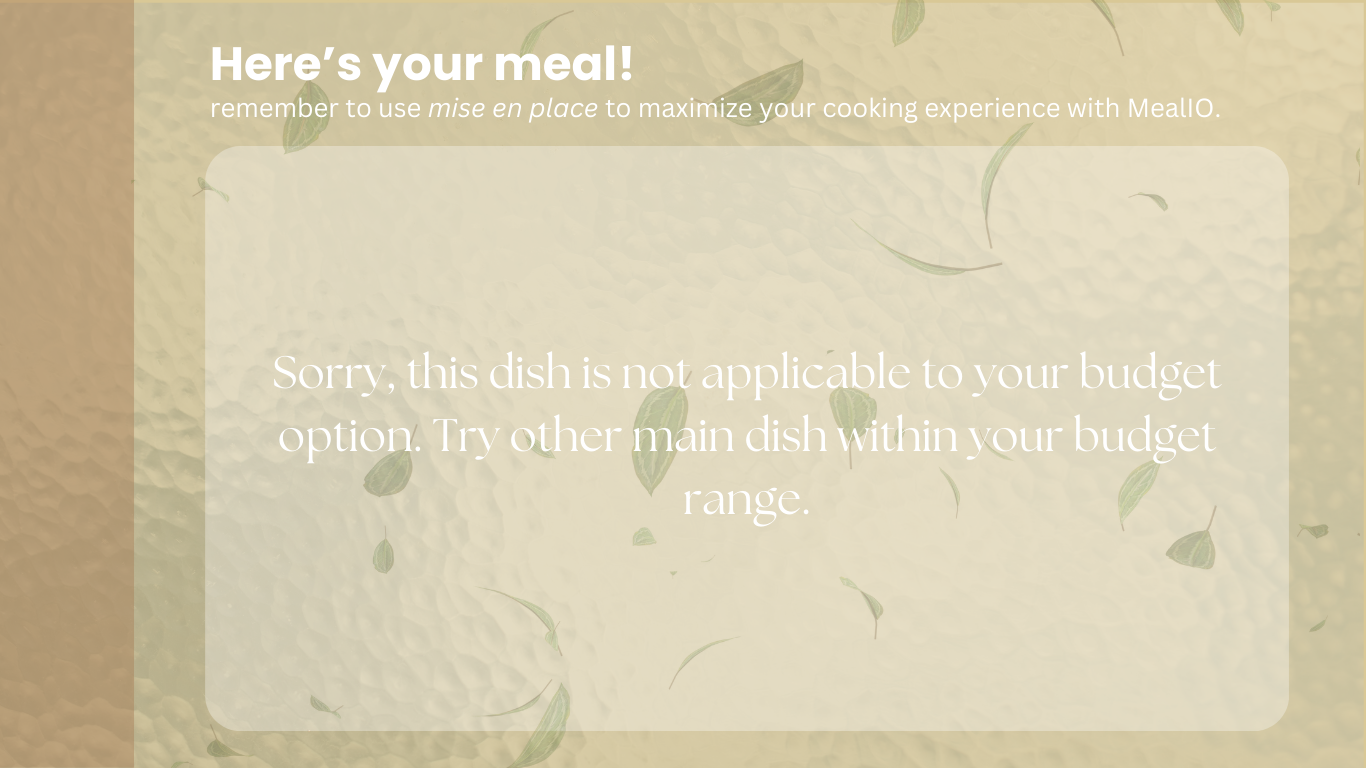 Here’s your meal!
remember to use mise en place to maximize your cooking experience with MealIO.
Sorry, this dish is not applicable to your budget
option. Try other main dish within your budget
range.